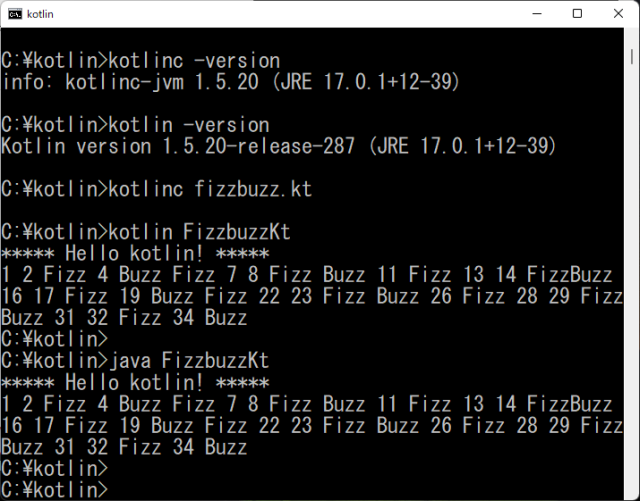 kotlin
C:¥kotlin>kotlinc -version
info: kotlinc-jvm 1.5.20 (JRE 17.0.1+12-39)
C:¥kotlin>kotlin -version
Kotlin version 1.5.20-release-287 (JRE 17.0.1+12-39)
C:¥kotlin>kotlinc fizzbuzz.kt
C:¥kotlin>kotlin FizzbuzzKt
***** Hello kotlin! *****
1 2 Fizz 4 Buzz Fizz 7 8 Fizz Buzz 11 Fizz 13 14 FizzBuzz
16 17 Fizz 19 Buzz Fizz 22 23 Fizz Buzz 26 Fizz 28 29 Fizz
Buzz 31 32 Fizz 34 Buzz
C:¥kotlin>
C:¥kotlin>java FizzbuzzKt
***** Hello kotlin! *****
1 2 Fizz 4 Buzz Fizz 7 8 Fizz Buzz 11 Fizz 13 14 FizzBuzz
16 17 Fizz 19 Buzz Fizz 22 23 Fizz Buzz 26 Fizz 28 29 Fizz
Buzz 31 32 Fizz 34 Buzz
C:¥kotlin>
C:¥kotlin>